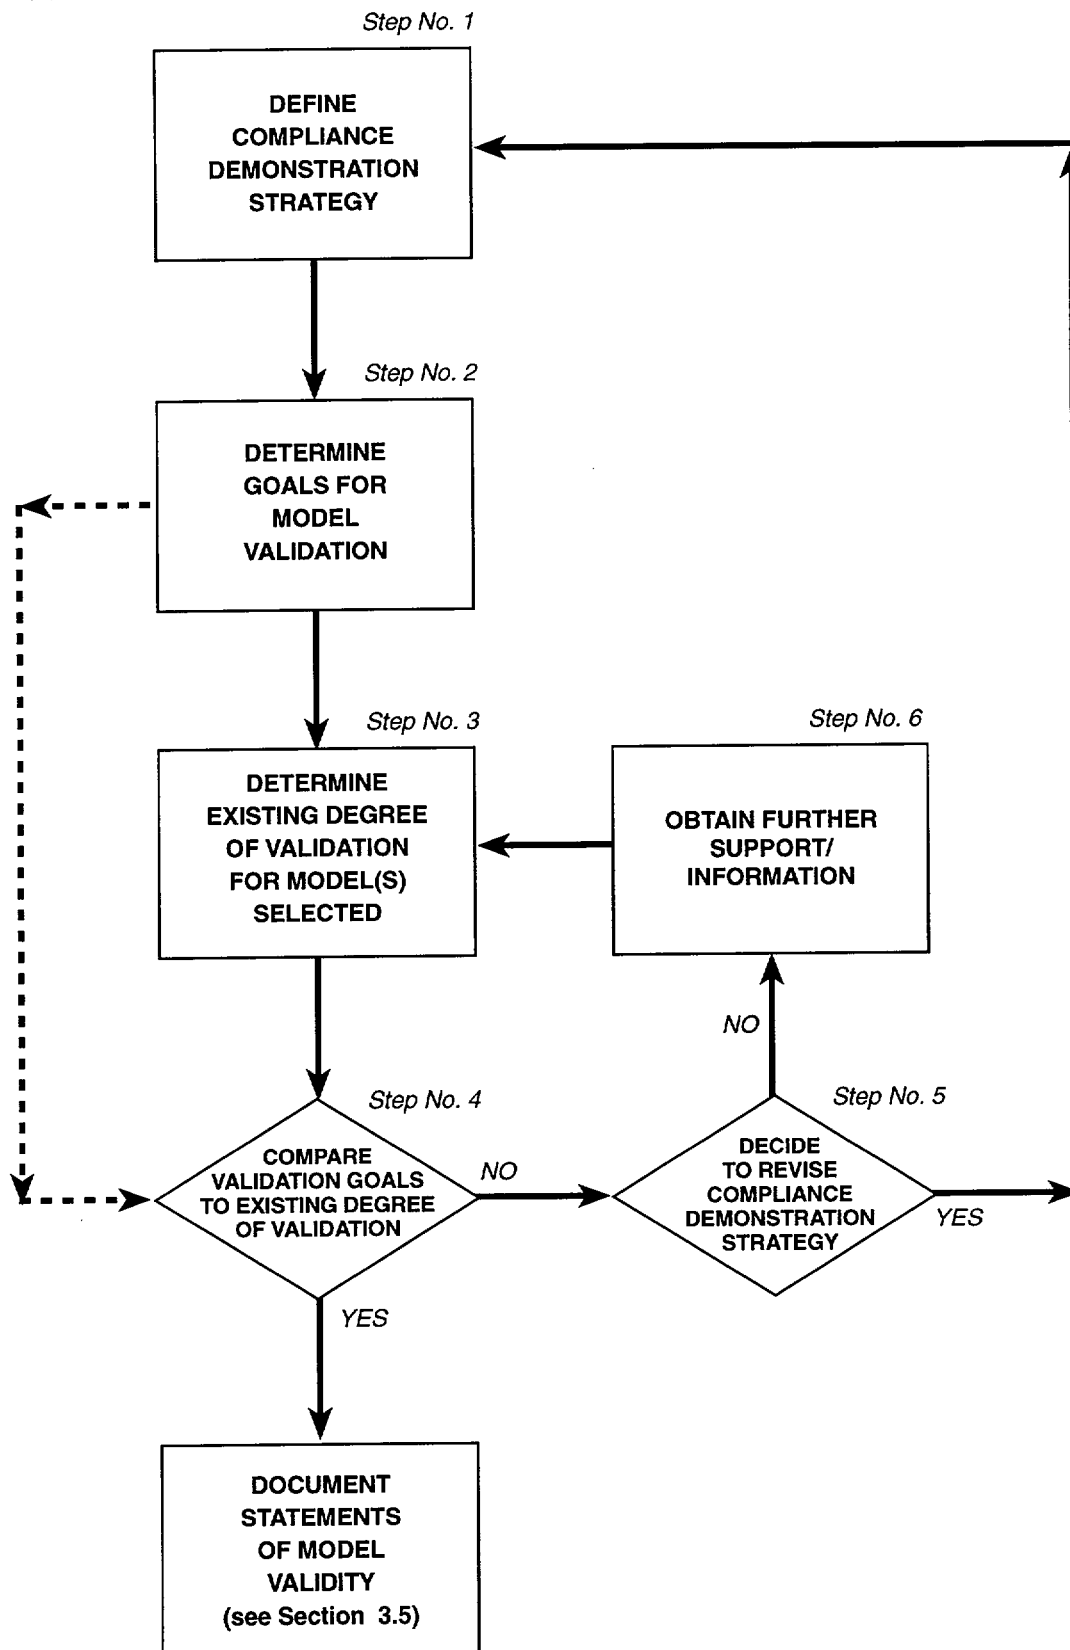 Step No. 1
DEFINE
COMPLIANCE
DEMONSTRATION
STRATEGY
Step No. 2
DETERMINE
GOALS FOR
MODEL
VALIDATION
Step No. 3
DETERMINE
EXISTING DEGREE
OF VALIDATION
FOR MODEL(S)
SELECTED
Step No. 6
OBTAIN FURTHER
SUPPORT/
INFORMATION
NO
Step No. 4
COMPARE
VALIDATION GOALS
TO EXISTING DEGREE
OF VALIDATION
NO
Step No. 5
DECIDE
TO REVISE
COMPLIANCE
DEMONSTRATION
STRATEGY
YES
YES
DOCUMENT
STATEMENTS
OF MODEL
VALIDITY
(see Section 3.5)